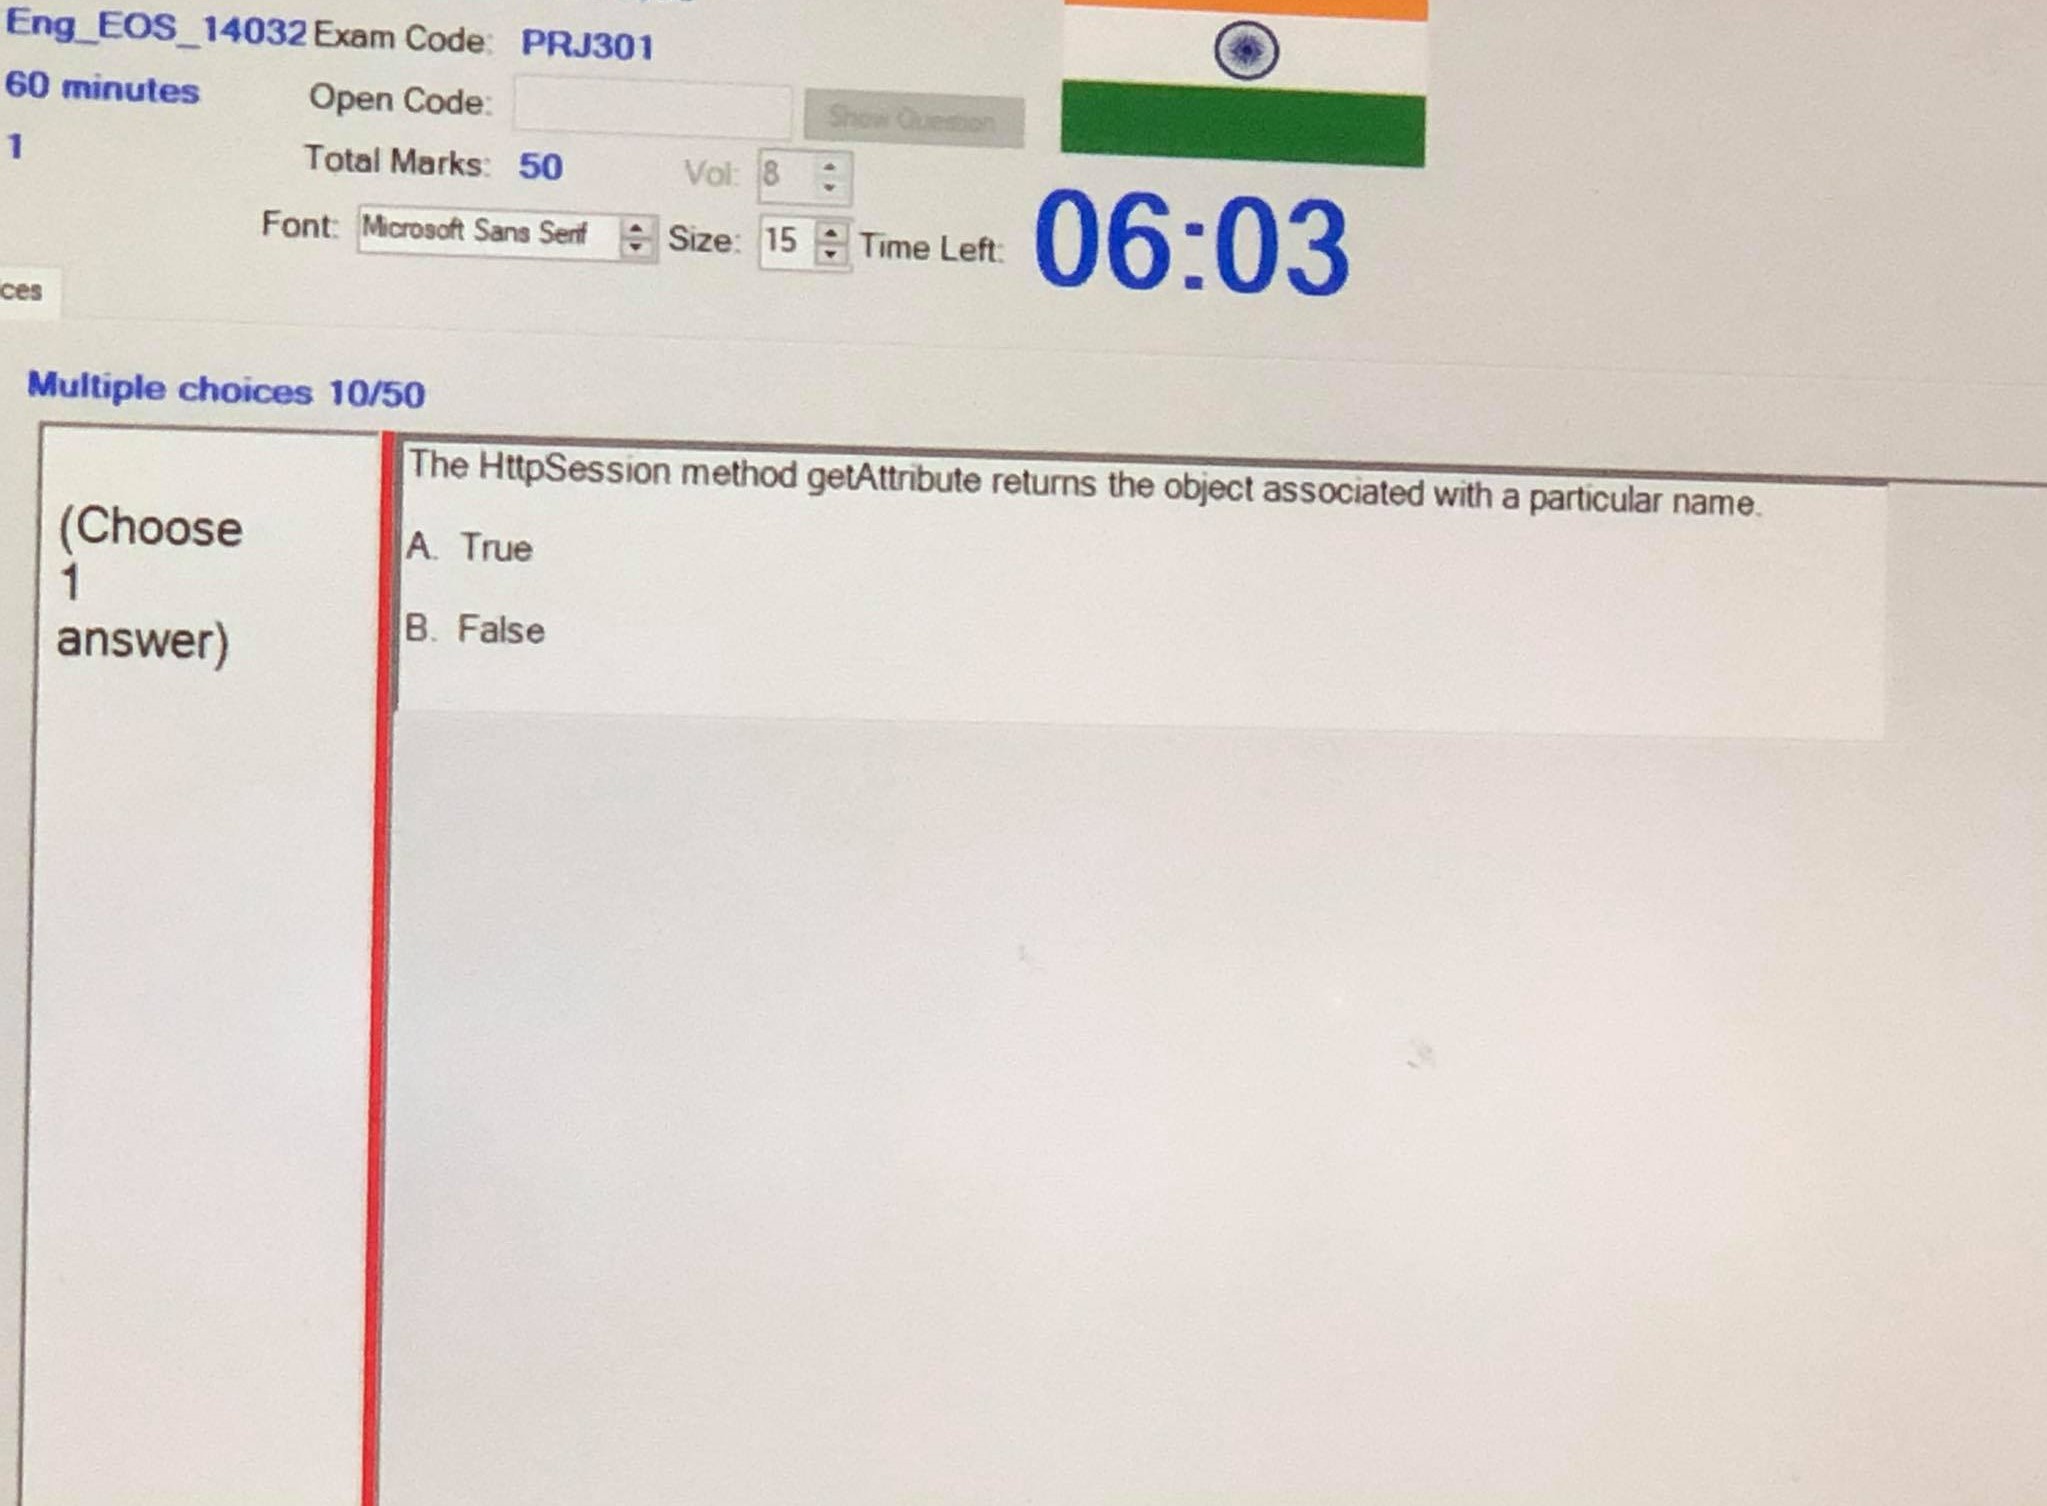 Eng_EOS_14032 Exam Code: PRJ301
60 minutes Open Code: Show Question
1 Total Marks: 50 Vol: 8
Font: Microsoft Sans Serif Size: 15 Time Left: 06:03
ces
Multiple choices 10/50
(Choose
1
answer)
The HttpSession method getAttribute returns the object associated with a particular name.
A. True
B. False